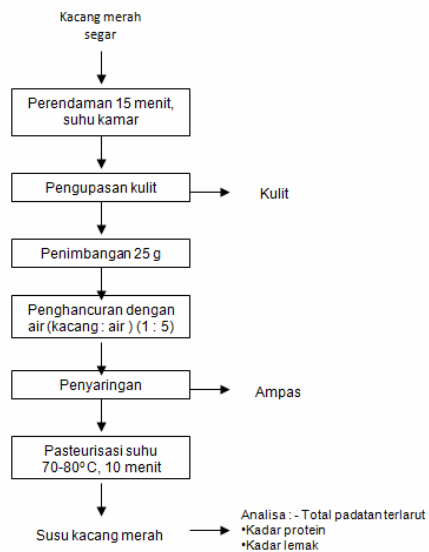 Kacang merah
segar
Perendaman 15 menit,
suhu kamar
Pengupasan kulit
Kulit
Penimbangan 25 g
Penghancuran dengan
air (kacang : air ) (1 : 5)
Penyaringan
Ampas
Pasteurisasi suhu
70-80ºC, 10 menit
Susu kacang merah
Analisa : - Total padatan terlarut
•Kadar protein
•Kadar lemak